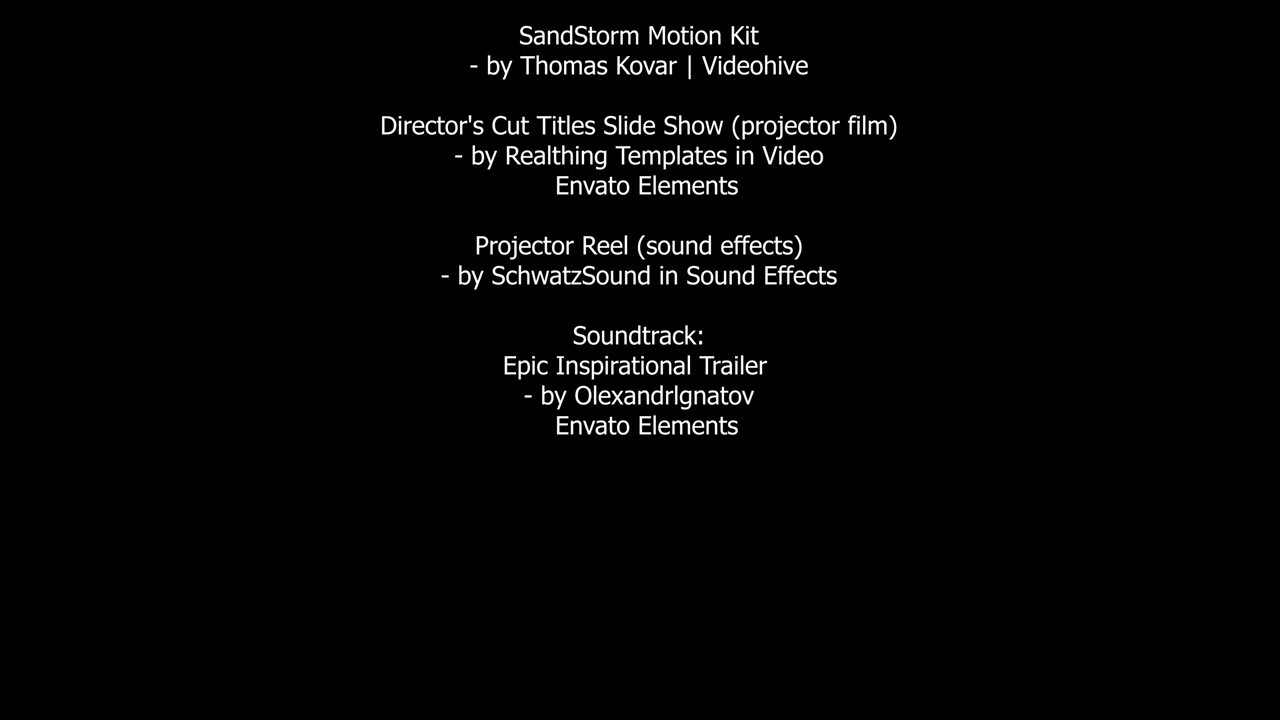 SandStorm Motion Kit
- by Thomas Kovar | Videohive
Director's Cut Titles Slide Show (projector film)
- by Realthing Templates in Video
Envato Elements
Projector Reel (sound effects)
- by SchwatzSound in Sound Effects
Soundtrack:
Epic Inspirational Trailer
- by Olexandrlgnatov
Envato Elements